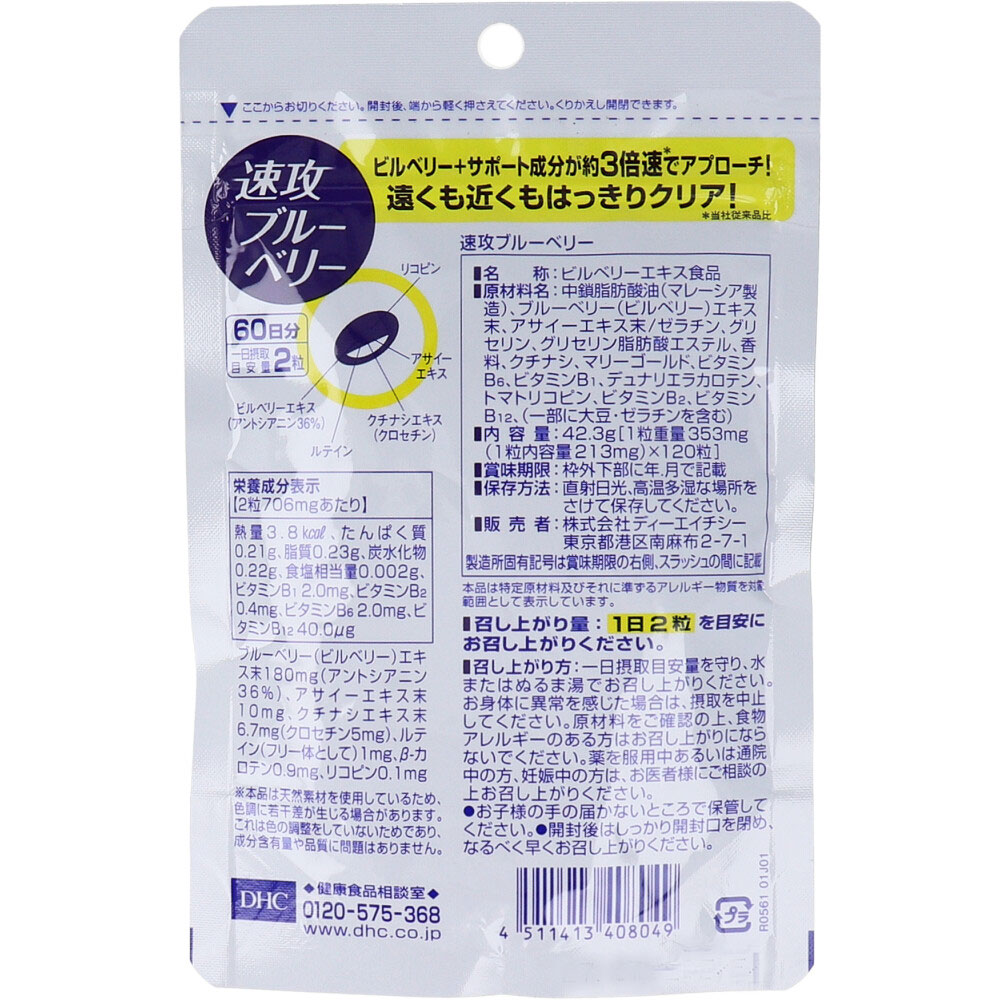 ▼ここからお切りください。開封後、端から軽く押さえてください。くりかえし開閉できます。
速攻
ブルー
ベリー
ビルベリー+サポート成分が約3倍速*でアプローチ!
遠くも近くもはっきりクリア!
*当社従来品比
60日分
一日摂取
目安量2粒
リコピン
アサイー
エキス
クチナシエキス
(クロセチン)
ルテイン
ビルベリーエキス
(アントシアニン36%)
栄養成分表示
【2粒706mgあたり】
熱量3.8kcal、たんぱく質
0.21g、脂質0.23g、炭水化物
0.22g、食塩相当量0.002g、
ビタミンB1 2.0mg、ビタミンB2
0.4mg、ビタミンB6 2.0mg、ビ
タミンB12 40.0μg
ブルーベリー(ビルベリー)エキ
ス末180mg(アントシアニン
36%)、アサイーエキス末
10mg、クチナシエキス末
6.7mg(クロセチン5mg)、ルテ
イン(フリー体として)1mg、β-カ
ロテン0.9mg、リコピン0.1mg
※本品は天然素材を使用しているため、
色調に若干差が生じる場合があります。
これは色の調整をしていないためであり、
成分含有量や品質に問題はありません。
DHC
◆健康食品相談室◆
0120-575-368
www.dhc.co.jp
速攻ブルーベリー
■名 称:ビルベリーエキス食品
■原材料名:中鎖脂肪酸油(マレーシア製
造)、ブルーベリー(ビルベリー)エキス
末、アサイーエキス末/ゼラチン、グリ
セリン、グリセリン脂肪酸エステル、香
料、クチナシ、マリーゴールド、ビタミン
B6、ビタミンB1、デュナリエラカロテン、
トマトリコピン、ビタミンB2、ビタミン
B12、(一部に大豆・ゼラチンを含む)
■内 容 量:42.3g[1粒重量353mg
(1粒内容量213mg)×120粒]
■賞味期限:枠外下部に年.月で記載
■保存方法:直射日光、高温多湿な場所を
さけて保存してください。
■販 売 者:株式会社ディーエイチシー
東京都港区南麻布2-7-1
製造所固有記号は賞味期限の右側、スラッシュの間に記載
本品は特定原材料及びそれに準ずるアレルギー物質を対象
範囲として表示しています。
■召し上がり量:1日2粒を目安に
お召し上がりください。
■召し上がり方:一日摂取目安量を守り、水
またはぬるま湯でお召し上がりください。
お身体に異常を感じた場合は、摂取を中止
してください。原材料をご確認の上、食物
アレルギーのある方はお召し上がりになら
ないでください。薬を服用中あるいは通院
中の方、妊娠中の方は、お医者様にご相談の
上お召し上がりください。
●お子様の手の届かないところで保管して
ください。●開封後はしっかり開封口を閉め、
なるべく早くお召し上がりください。
4 511413 408049
プラ
R0561 01J01